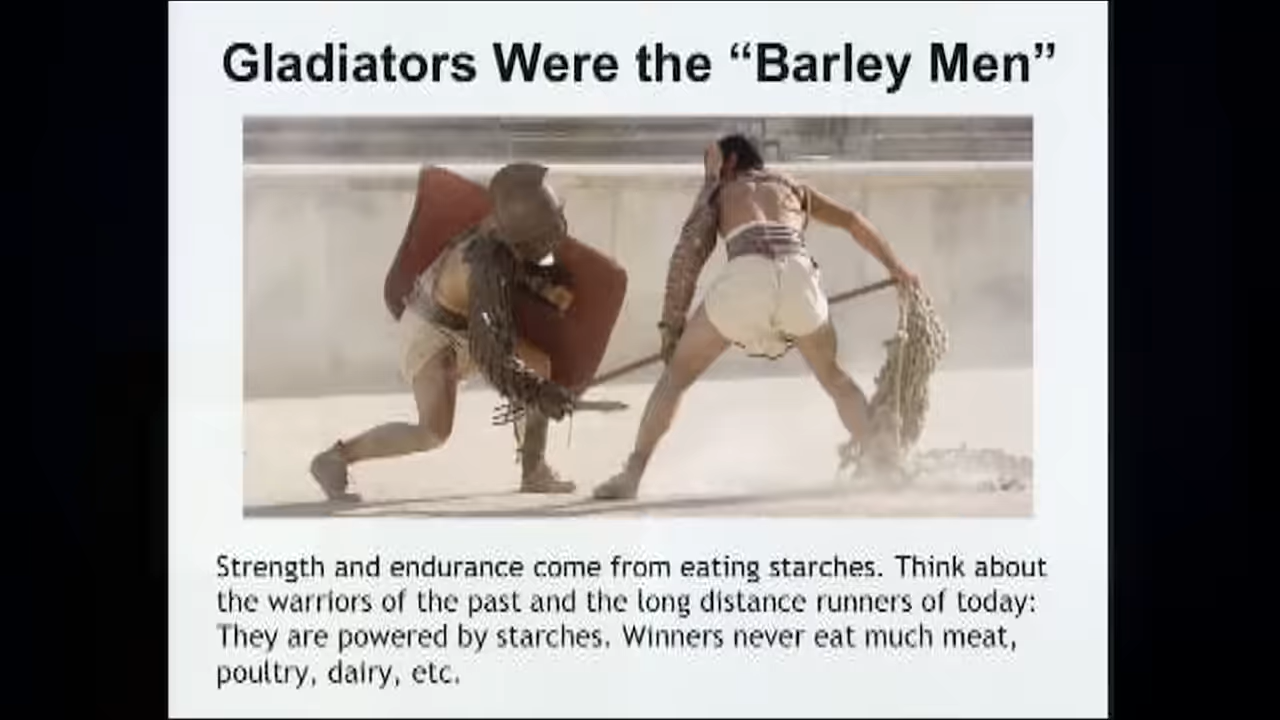 Gladiators Were the “Barley Men”
Strength and endurance come from eating starches. Think about
the warriors of the past and the long distance runners of today:
They are powered by starches. Winners never eat much meat,
poultry, dairy, etc.